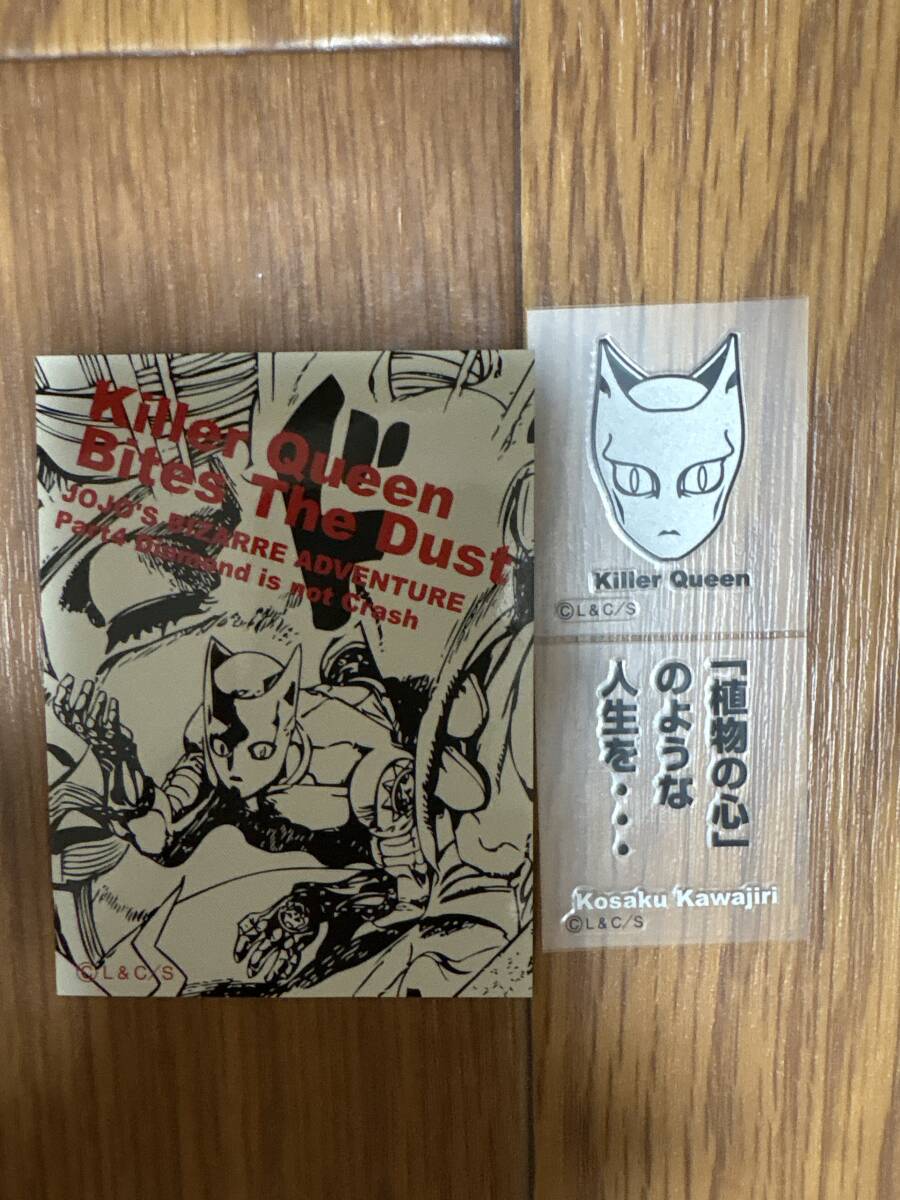 Killer Queen
Bites The Dust
JOJO'S BIZARRE ADVENTURE
Part4 Diamond is not Crash
ド
©L&C/S
Killer Queen
©L&C/S
「植物の心」
のような
人生を・・・
Kosaku Kawajiri
©L&C/S